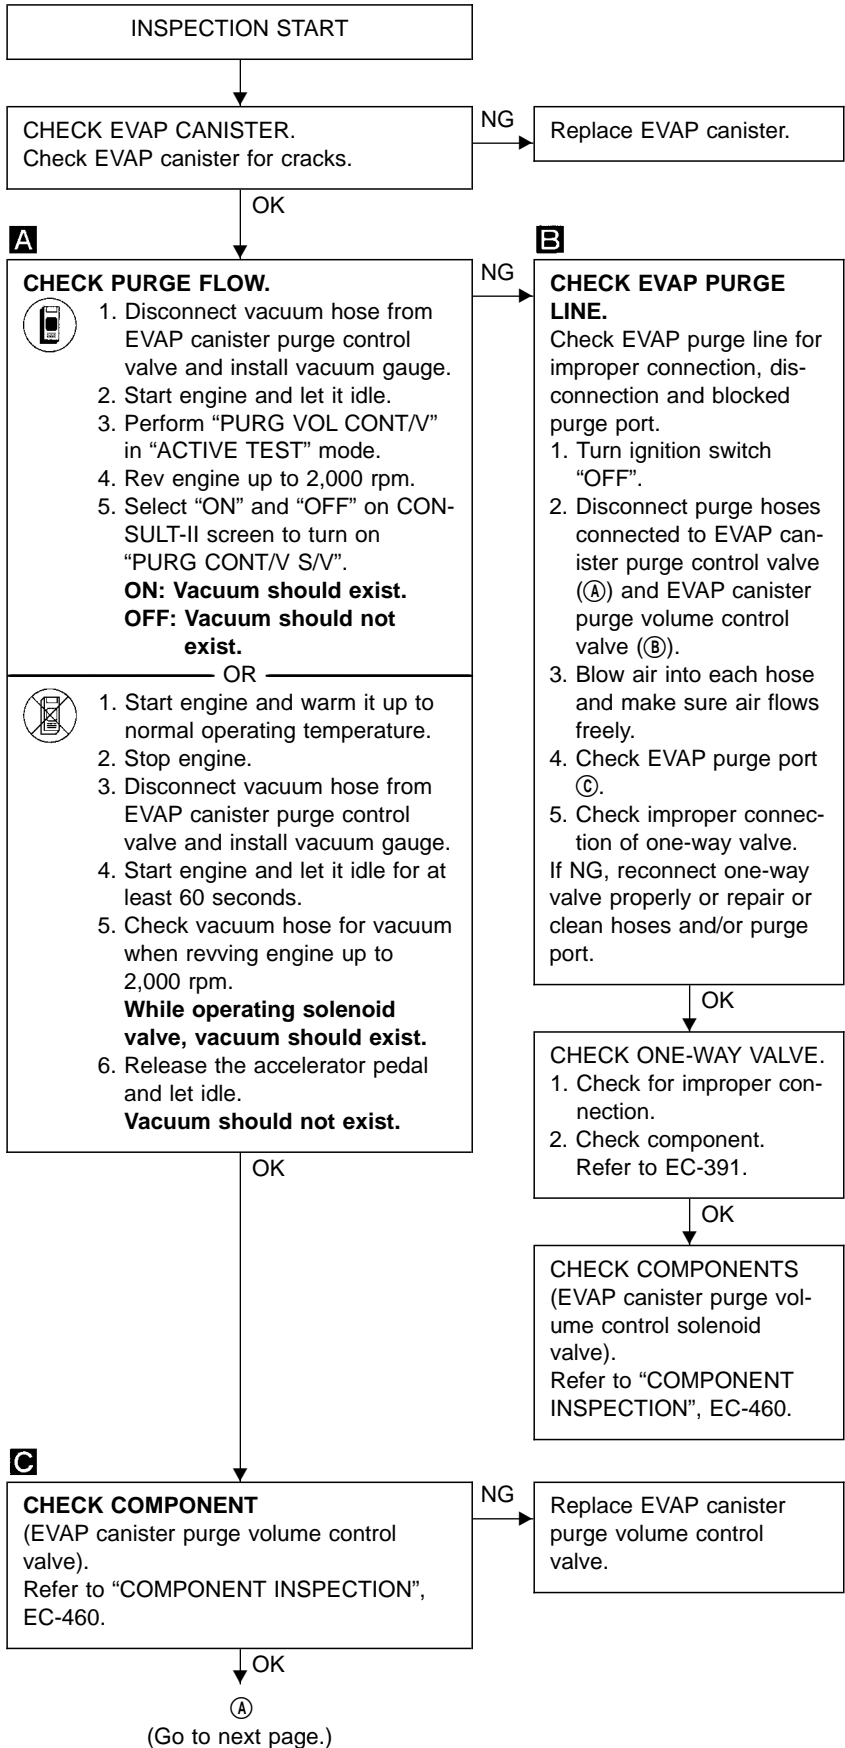 INSPECTION START
CHECK EVAP CANISTER.
Check EVAP canister for cracks.
NG
Replace EVAP canister.
OK
A
CHECK PURGE FLOW.
1. Disconnect vacuum hose from
EVAP canister purge control
valve and install vacuum gauge.
2. Start engine and let it idle.
3. Perform “PURG VOL CONT/V”
in “ACTIVE TEST” mode.
4. Rev engine up to 2,000 rpm.
5. Select “ON” and “OFF” on CON-
SULT-II screen to turn on
“PURG CONT/V S/V”.
ON: Vacuum should exist.
OFF: Vacuum should not
exist.
OR
1. Start engine and warm it up to
normal operating temperature.
2. Stop engine.
3. Disconnect vacuum hose from
EVAP canister purge control
valve and install vacuum gauge.
4. Start engine and let it idle for at
least 60 seconds.
5. Check vacuum hose for vacuum
when revving engine up to
2,000 rpm.
While operating solenoid
valve, vacuum should exist.
6. Release the accelerator pedal
and let idle.
Vacuum should not exist.
NG
B
CHECK EVAP PURGE
LINE.
Check EVAP purge line for
improper connection, dis-
connection and blocked
purge port.
1. Turn ignition switch
“OFF”.
2. Disconnect purge hoses
connected to EVAP can-
ister purge control valve
(Ⓐ) and EVAP canister
purge volume control
valve (Ⓑ).
3. Blow air into each hose
and make sure air flows
freely.
4. Check EVAP purge port
Ⓒ.
5. Check improper connec-
tion of one-way valve.
If NG, reconnect one-way
valve properly or repair or
clean hoses and/or purge
port.
OK
CHECK ONE-WAY VALVE.
1. Check for improper con-
nection.
2. Check component.
Refer to EC-391.
OK
CHECK COMPONENTS
(EVAP canister purge vol-
ume control solenoid
valve).
Refer to “COMPONENT
INSPECTION”, EC-460.
OK
C
CHECK COMPONENT
(EVAP canister purge volume control
valve).
Refer to “COMPONENT INSPECTION”,
EC-460.
NG
Replace EVAP canister
purge volume control
valve.
OK
Ⓐ
(Go to next page.)